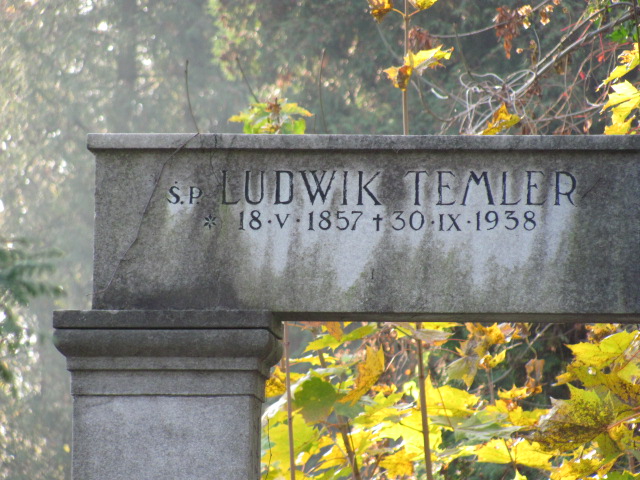 Ś.P. LUDWIK TEMLER
* 18·V·1857 † 30·IX·1938